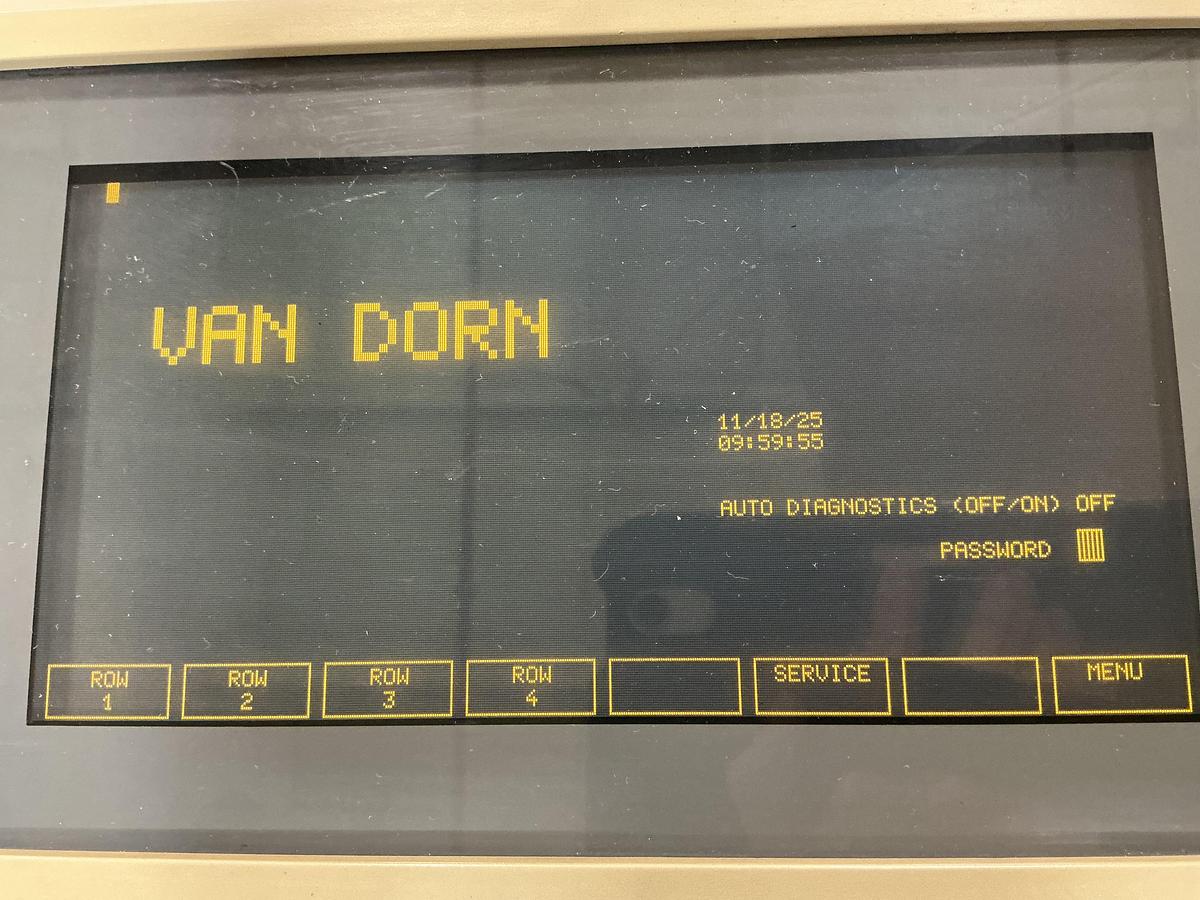 VAN DORN
11/18/25
09:59:55
AUTO DIAGNOSTICS (OFF/ON) OFF
PASSWORD
ROW 1
ROW 2
ROW 3
ROW 4
SERVICE
MENU